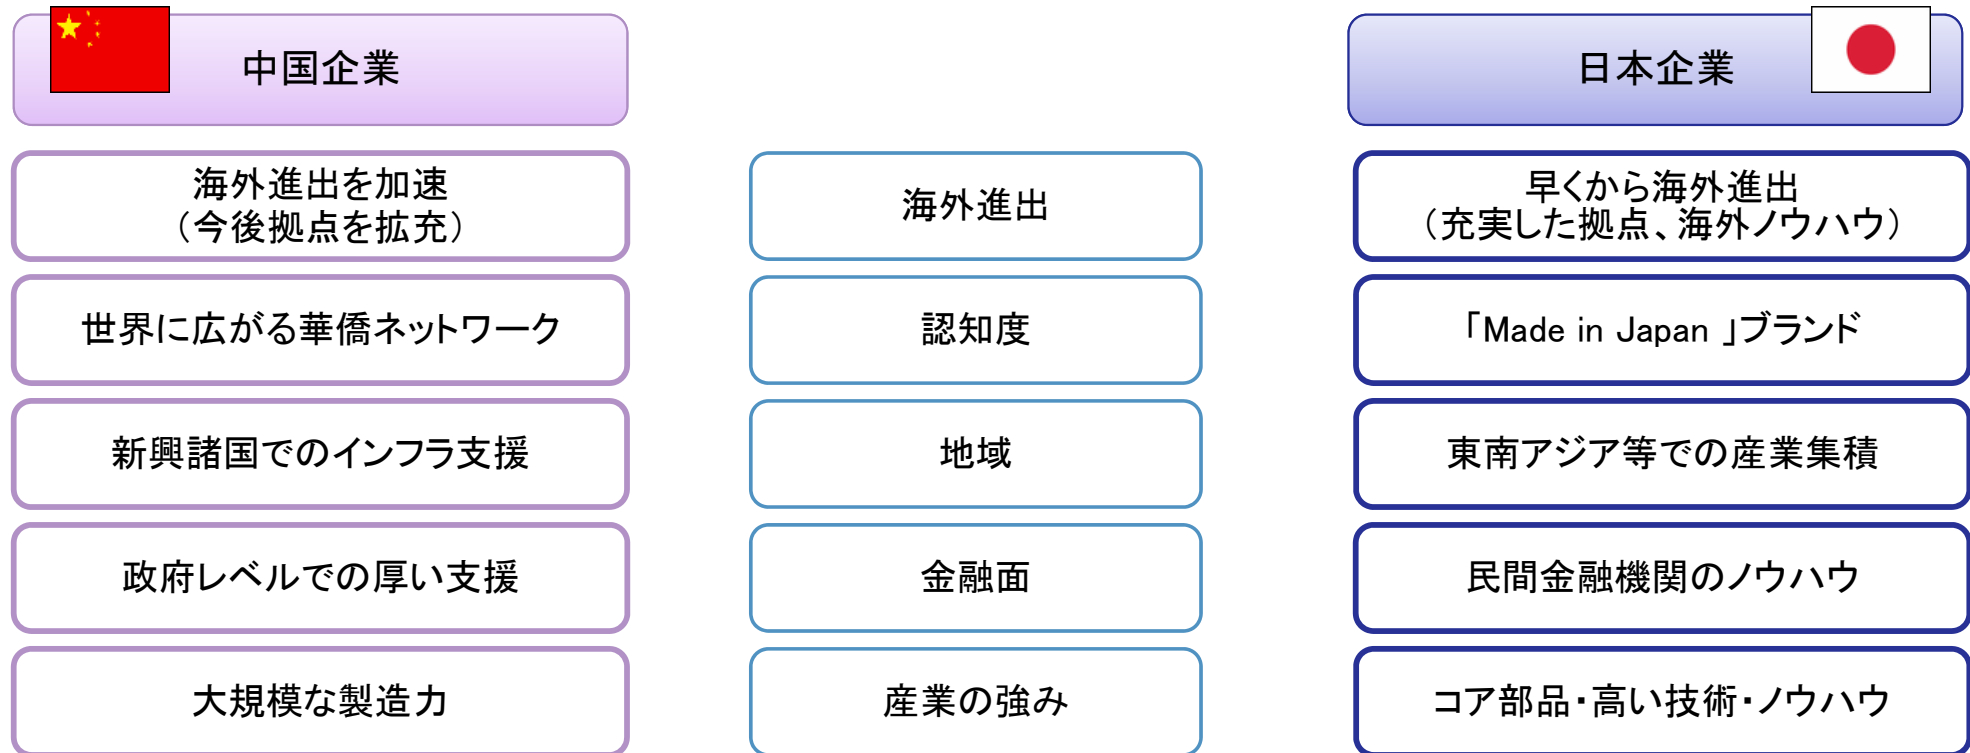 中国企業
日本企業
海外進出を加速
（今後拠点を拡充）
海外進出
早くから海外進出
（充実した拠点、海外ノウハウ）
世界に広がる華僑ネットワーク
認知度
「Made in Japan 」ブランド
新興諸国でのインフラ支援
地域
東南アジア等での産業集積
政府レベルでの厚い支援
金融面
民間金融機関のノウハウ
大規模な製造力
産業の強み
コア部品・高い技術・ノウハウ